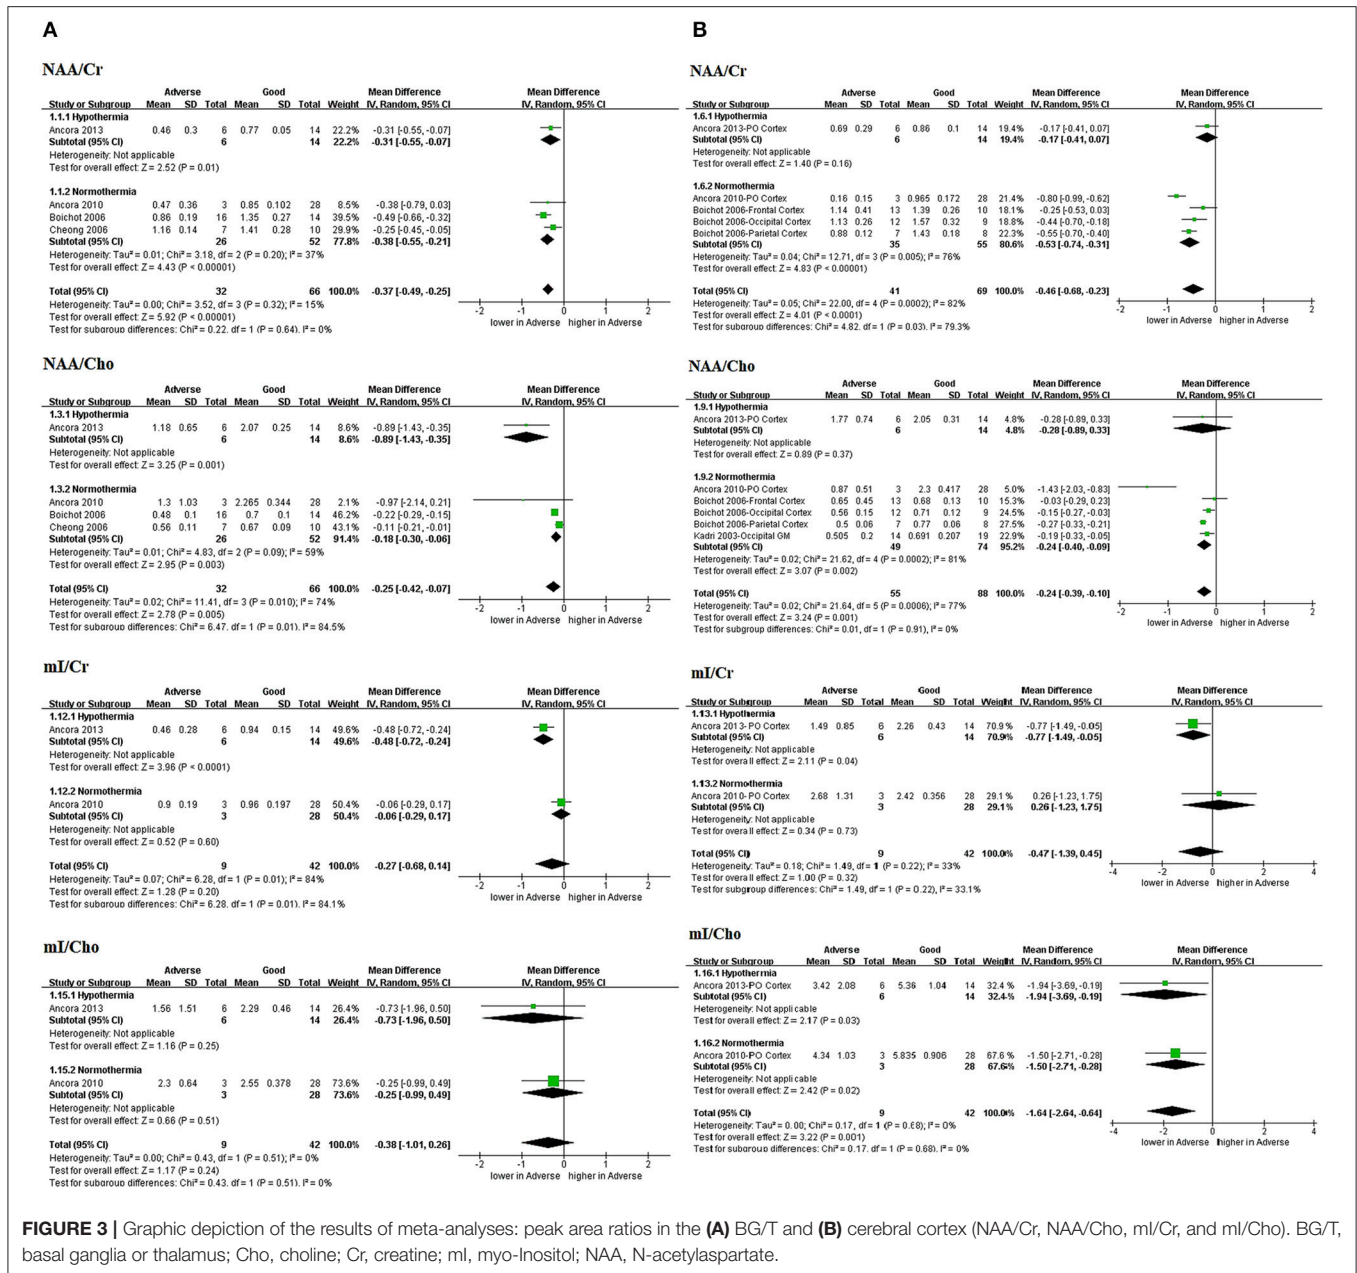 A
NAA/Cr
Adverse Good Mean Difference Mean Difference
Study or Subgroup Mean SD Total Mean SD Total Weight IV, Random, 95% CI IV, Random, 95% CI
1.1.1 Hypothermia
Ancora 2013 0.46 0.3 6 0.77 0.05 14 22.2% -0.31 [-0.55, -0.07]
Subtotal (95% CI) 6 14 22.2% -0.31 [-0.55, -0.07]
Heterogeneity: Not applicable
Test for overall effect: Z = 2.52 (P = 0.01)
1.1.2 Normothermia
Ancora 2010 0.47 0.36 3 0.85 0.102 28 8.5% -0.38 [-0.79, 0.03]
Boichot 2006 0.86 0.19 16 1.35 0.27 14 39.5% -0.49 [-0.66, -0.32]
Cheong 2006 1.16 0.14 7 1.41 0.28 10 29.6% -0.25 [-0.45, -0.05]
Subtotal (95% CI) 26 52 77.8% -0.38 [-0.55, -0.21]
Heterogeneity: Tau² = 0.01; Chi² = 3.18, df = 2 (P = 0.20); I² = 37%
Test for overall effect: Z = 4.43 (P < 0.00001)
Total (95% CI) 32 66 100.0% -0.37 [-0.49, -0.25]
Heterogeneity: Tau² = 0.00; Chi² = 3.52, df = 3 (P = 0.32); I² = 15%
Test for overall effect: Z = 5.92 (P < 0.00001)
Test for subgroup differences: Chi² = 0.22, df = 1 (P = 0.64), I² = 0%
-2 -1 0 1 2
lower in Adverse higher in Adverse
NAA/Cho
Adverse Good Mean Difference Mean Difference
Study or Subgroup Mean SD Total Mean SD Total Weight IV, Random, 95% CI IV, Random, 95% CI
1.3.1 Hypothermia
Ancora 2013 1.18 0.65 6 2.07 0.25 14 8.6% -0.89 [-1.43, -0.35]
Subtotal (95% CI) 6 14 8.6% -0.89 [-1.43, -0.35]
Heterogeneity: Not applicable
Test for overall effect: Z = 3.25 (P = 0.001)
1.3.2 Normothermia
Ancora 2010 1.3 1.03 3 2.265 0.344 28 2.1% -0.97 [-2.14, 0.21]
Boichot 2006 0.48 0.1 16 0.7 0.1 14 46.2% -0.22 [-0.29, -0.15]
Cheong 2006 0.56 0.11 7 0.67 0.09 10 43.1% -0.11 [-0.21, -0.01]
Subtotal (95% CI) 26 52 91.4% -0.18 [-0.30, -0.06]
Heterogeneity: Tau² = 0.01; Chi² = 4.83, df = 2 (P = 0.09); I² = 59%
Test for overall effect: Z = 2.95 (P = 0.003)
Total (95% CI) 32 66 100.0% -0.25 [-0.42, -0.07]
Heterogeneity: Tau² = 0.02; Chi² = 11.41, df = 3 (P = 0.010); I² = 74%
Test for overall effect: Z = 2.78 (P = 0.005)
Test for subgroup differences: Chi² = 6.47, df = 1 (P = 0.01), I² = 84.5%
-2 -1 0 1 2
lower in Adverse higher in Adverse
mI/Cr
Adverse Good Mean Difference Mean Difference
Study or Subgroup Mean SD Total Mean SD Total Weight IV, Random, 95% CI IV, Random, 95% CI
1.12.1 Hypothermia
Ancora 2013 0.46 0.28 6 0.94 0.15 14 49.6% -0.48 [-0.72, -0.24]
Subtotal (95% CI) 6 14 49.6% -0.48 [-0.72, -0.24]
Heterogeneity: Not applicable
Test for overall effect: Z = 3.96 (P < 0.0001)
1.12.2 Normothermia
Ancora 2010 0.9 0.19 3 0.96 0.197 28 50.4% -0.06 [-0.29, 0.17]
Subtotal (95% CI) 3 28 50.4% -0.06 [-0.29, 0.17]
Heterogeneity: Not applicable
Test for overall effect: Z = 0.52 (P = 0.60)
Total (95% CI) 9 42 100.0% -0.27 [-0.68, 0.14]
Heterogeneity: Tau² = 0.07; Chi² = 6.28, df = 1 (P = 0.01); I² = 84%
Test for overall effect: Z = 1.28 (P = 0.20)
Test for subgroup differences: Chi² = 6.28, df = 1 (P = 0.01), I² = 84.1%
-2 -1 0 1 2
lower in Adverse higher in Adverse
mI/Cho
Adverse Good Mean Difference Mean Difference
Study or Subgroup Mean SD Total Mean SD Total Weight IV, Random, 95% CI IV, Random, 95% CI
1.15.1 Hypothermia
Ancora 2013 1.56 1.51 6 2.29 0.46 14 26.4% -0.73 [-1.96, 0.50]
Subtotal (95% CI) 6 14 26.4% -0.73 [-1.96, 0.50]
Heterogeneity: Not applicable
Test for overall effect: Z = 1.16 (P = 0.25)
1.15.2 Normothermia
Ancora 2010 2.3 0.64 3 2.55 0.378 28 73.6% -0.25 [-0.99, 0.49]
Subtotal (95% CI) 3 28 73.6% -0.25 [-0.99, 0.49]
Heterogeneity: Not applicable
Test for overall effect: Z = 0.66 (P = 0.51)
Total (95% CI) 9 42 100.0% -0.38 [-1.01, 0.26]
Heterogeneity: Tau² = 0.00; Chi² = 0.43, df = 1 (P = 0.51); I² = 0%
Test for overall effect: Z = 1.17 (P = 0.24)
Test for subgroup differences: Chi² = 0.43, df = 1 (P = 0.51), I² = 0%
-2 -1 0 1 2
lower in Adverse higher in Adverse
B
NAA/Cr
Adverse Good Mean Difference Mean Difference
Study or Subgroup Mean SD Total Mean SD Total Weight IV, Random, 95% CI IV, Random, 95% CI
1.6.1 Hypothermia
Ancora 2013-PO Cortex 0.69 0.29 6 0.86 0.1 14 19.4% -0.17 [-0.41, 0.07]
Subtotal (95% CI) 6 14 19.4% -0.17 [-0.41, 0.07]
Heterogeneity: Not applicable
Test for overall effect: Z = 1.40 (P = 0.16)
1.6.2 Normothermia
Ancora 2010-PO Cortex 0.16 0.15 3 0.965 0.172 28 21.4% -0.80 [-0.99, -0.62]
Boichot 2006-Frontal Cortex 1.14 0.41 13 1.39 0.26 10 18.1% -0.25 [-0.53, 0.03]
Boichot 2006-Occipital Cortex 1.13 0.26 12 1.57 0.32 9 18.8% -0.44 [-0.70, -0.18]
Boichot 2006-Parietal Cortex 0.88 0.12 7 1.43 0.18 8 22.3% -0.55 [-0.70, -0.40]
Subtotal (95% CI) 35 55 80.6% -0.53 [-0.74, -0.31]
Heterogeneity: Tau² = 0.04; Chi² = 12.71, df = 3 (P = 0.005); I² = 76%
Test for overall effect: Z = 4.83 (P < 0.00001)
Total (95% CI) 41 69 100.0% -0.46 [-0.68, -0.23]
Heterogeneity: Tau² = 0.05; Chi² = 22.00, df = 4 (P = 0.0002); I² = 82%
Test for overall effect: Z = 4.01 (P < 0.0001)
Test for subgroup differences: Chi² = 4.82, df = 1 (P = 0.03), I² = 79.3%
-2 -1 0 1 2
lower in Adverse higher in Adverse
NAA/Cho
Adverse Good Mean Difference Mean Difference
Study or Subgroup Mean SD Total Mean SD Total Weight IV, Random, 95% CI IV, Random, 95% CI
1.9.1 Hypothermia
Ancora 2013-PO Cortex 1.77 0.74 6 2.05 0.31 14 4.8% -0.28 [-0.89, 0.33]
Subtotal (95% CI) 6 14 4.8% -0.28 [-0.89, 0.33]
Heterogeneity: Not applicable
Test for overall effect: Z = 0.89 (P = 0.37)
1.9.2 Normothermia
Ancora 2010-PO Cortex 0.87 0.51 3 2.3 0.417 28 5.0% -1.43 [-2.03, -0.83]
Boichot 2006-Frontal Cortex 0.65 0.45 13 0.68 0.13 10 15.3% -0.03 [-0.29, 0.23]
Boichot 2006-Occipital Cortex 0.56 0.15 12 0.71 0.12 9 24.5% -0.15 [-0.27, -0.03]
Boichot 2006-Parietal Cortex 0.5 0.06 7 0.77 0.06 8 27.5% -0.27 [-0.33, -0.21]
Kadri 2003-Occipital GM 0.505 0.2 14 0.691 0.207 19 22.9% -0.19 [-0.33, -0.05]
Subtotal (95% CI) 49 74 95.2% -0.24 [-0.40, -0.09]
Heterogeneity: Tau² = 0.02; Chi² = 21.62, df = 4 (P = 0.0002); I² = 81%
Test for overall effect: Z = 3.07 (P = 0.002)
Total (95% CI) 55 88 100.0% -0.24 [-0.39, -0.10]
Heterogeneity: Tau² = 0.02; Chi² = 21.64, df = 5 (P = 0.0006); I² = 77%
Test for overall effect: Z = 3.24 (P = 0.001)
Test for subgroup differences: Chi² = 0.01, df = 1 (P = 0.91), I² = 0%
-2 -1 0 1 2
lower in Adverse higher in Adverse
mI/Cr
Adverse Good Mean Difference Mean Difference
Study or Subgroup Mean SD Total Mean SD Total Weight IV, Random, 95% CI IV, Random, 95% CI
1.13.1 Hypothermia
Ancora 2013-PO Cortex 1.49 0.85 6 2.26 0.43 14 70.9% -0.77 [-1.49, -0.05]
Subtotal (95% CI) 6 14 70.9% -0.77 [-1.49, -0.05]
Heterogeneity: Not applicable
Test for overall effect: Z = 2.11 (P = 0.04)
1.13.2 Normothermia
Ancora 2010-PO Cortex 2.68 1.31 3 2.42 0.356 28 29.1% 0.26 [-1.23, 1.75]
Subtotal (95% CI) 3 28 29.1% 0.26 [-1.23, 1.75]
Heterogeneity: Not applicable
Test for overall effect: Z = 0.34 (P = 0.73)
Total (95% CI) 9 42 100.0% -0.47 [-1.39, 0.45]
Heterogeneity: Tau² = 0.18; Chi² = 1.49, df = 1 (P = 0.22); I² = 33%
Test for overall effect: Z = 1.00 (P = 0.32)
Test for subgroup differences: Chi² = 1.49, df = 1 (P = 0.22), I² = 33.1%
-4 -2 0 2 4
lower in Adverse higher in Adverse
mI/Cho
Adverse Good Mean Difference Mean Difference
Study or Subgroup Mean SD Total Mean SD Total Weight IV, Random, 95% CI IV, Random, 95% CI
1.16.1 Hypothermia
Ancora 2013-PO Cortex 3.42 2.08 6 5.36 1.04 14 32.4% -1.94 [-3.69, -0.19]
Subtotal (95% CI) 6 14 32.4% -1.94 [-3.69, -0.19]
Heterogeneity: Not applicable
Test for overall effect: Z = 2.17 (P = 0.03)
1.16.2 Normothermia
Ancora 2010-PO Cortex 4.34 1.03 3 5.835 0.906 28 67.6% -1.50 [-2.71, -0.28]
Subtotal (95% CI) 3 28 67.6% -1.50 [-2.71, -0.28]
Heterogeneity: Not applicable
Test for overall effect: Z = 2.42 (P = 0.02)
Total (95% CI) 9 42 100.0% -1.64 [-2.64, -0.64]
Heterogeneity: Tau² = 0.00; Chi² = 0.17, df = 1 (P = 0.68); I² = 0%
Test for overall effect: Z = 3.22 (P = 0.001)
Test for subgroup differences: Chi² = 0.17, df = 1 (P = 0.68), I² = 0%
-4 -2 0 2 4
lower in Adverse higher in Adverse
FIGURE 3 | Graphic depiction of the results of meta-analyses: peak area ratios in the (A) BG/T and (B) cerebral cortex (NAA/Cr, NAA/Cho, mI/Cr, and mI/Cho). BG/T,
basal ganglia or thalamus; Cho, choline; Cr, creatine; mI, myo-Inositol; NAA, N-acetylaspartate.